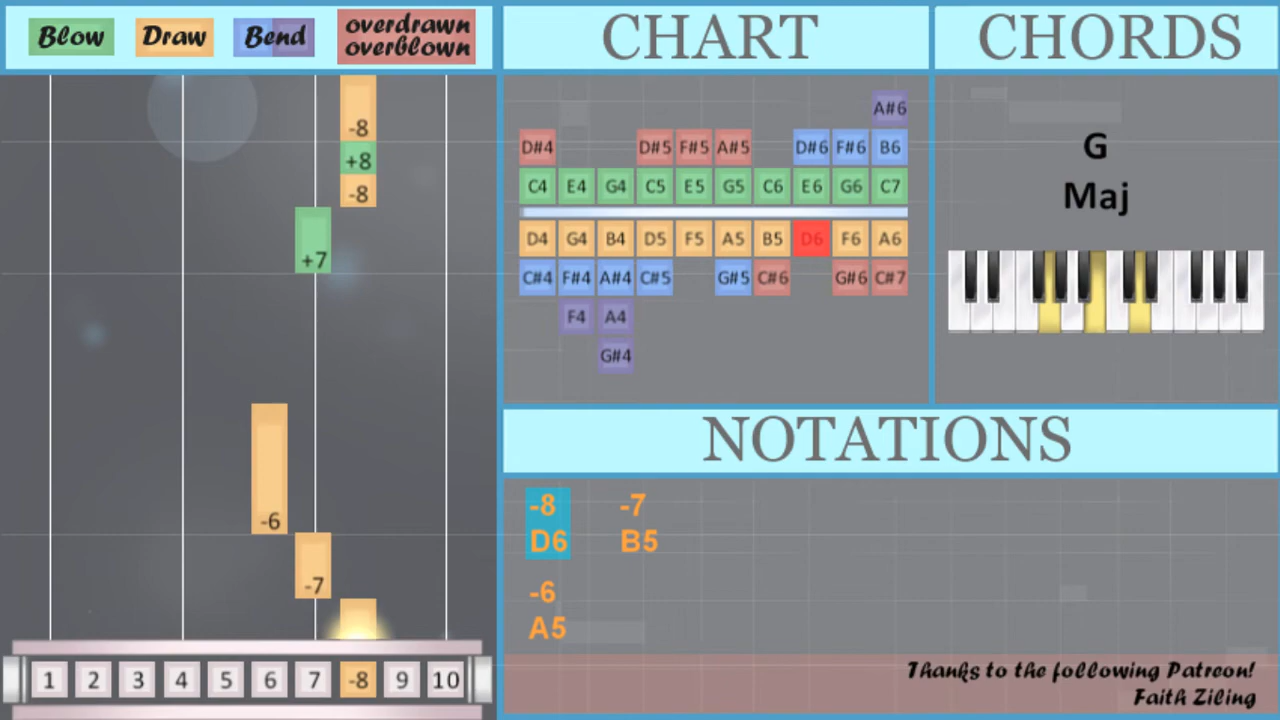 Blow Draw Bend overdrawn
overblown
CHART
CHORDS
-8
+8
-8
+7
-6
-7
1 2 3 4 5 6 7 -8 9 10
A#6
D#4 D#5 F#5 A#5 D#6 F#6 B6
C4 E4 G4 C5 E5 G5 C6 E6 G6 C7
D4 G4 B4 D5 F5 A5 B5 D6 F6 A6
C#4 F#4 A#4 C#5 G#5 C#6 G#6 C#7
F4 A4
G#4
G
Maj
NOTATIONS
-8 -7
D6 B5
-6
A5
Thanks to the following Patreon!
Faith Ziling